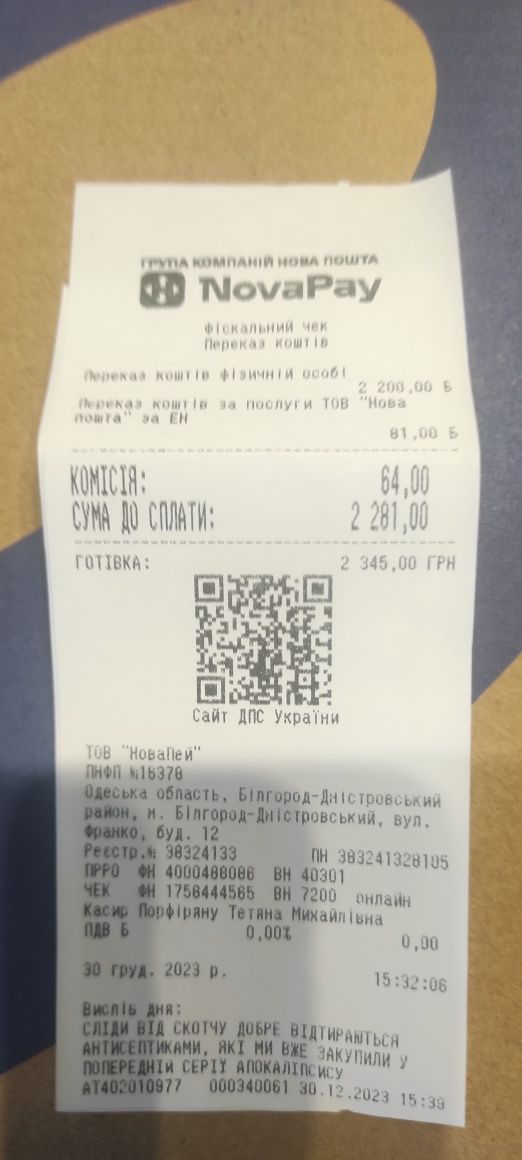 ГРУПА КОМПАНІЙ НОВА ПОШТА
NovaPay
Фіскальний чек
Переказ коштів
Переказ коштів фізичній особі
2 200,00 Б
Переказ коштів за послуги ТОВ "Нова
пошта" за ЕН
81,00 Б
КОМІСІЯ: 64,00
СУМА ДО СПЛАТИ: 2 281,00
ГОТІВКА: 2 345,00 ГРН
Сайт ДПС України
ТОВ "НоваПей"
ПНФП №16378
Одеська область, Білгород-Дністровський
район, м. Білгород-Дністровський, вул.
Франко, буд. 12
Реєстр.№ 38324133 ПН 383241328105
ПРРО ФН 4000488086 ВН 40301
ЧЕК ФН 1758444565 ВН 7200 онлайн
Касир Порфіряну Тетяна Михайлівна
ПДВ Б 0,00% 0,00
30 груд. 2023 р. 15:32:06
Вислів дня:
СЛІДИ ВІД СКОТЧУ ДОБРЕ ВІДТИРАЮТЬСЯ
АНТИСЕПТИКАМИ, ЯКІ МИ ВЖЕ ЗАКУПИЛИ У
ПОПЕРЕДНІЙ СЕРІЇ АПОКАЛІПСИСУ
АТ402010977 000340061 30.12.2023 15:39